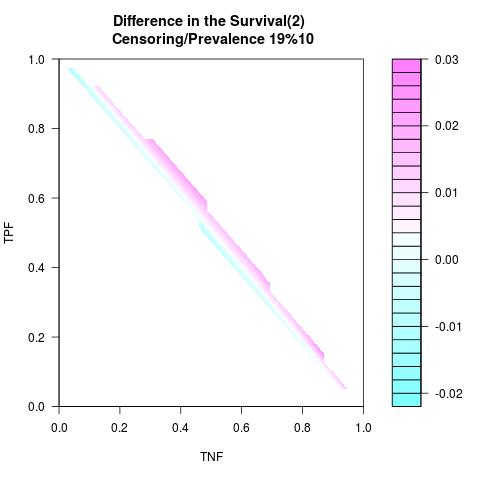 Difference in the Survival(2)
Censoring/Prevalence 19%10
1.0
0.8
0.6
0.4
0.2
0.0
TPF
0.0 0.2 0.4 0.6 0.8 1.0
TNF
0.03
0.02
0.01
0.00
-0.01
-0.02